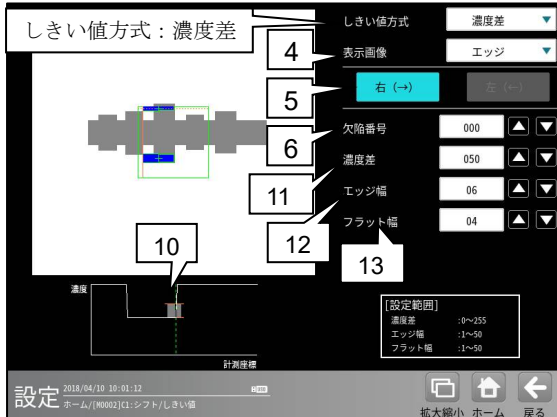 しきい値方式：濃度差
しきい値方式 濃度差
4 表示画像 エッジ
5 右（→） 左（←）
6 欠陥番号 000
11 濃度差 050
12 エッジ幅 06
13 フラット幅 04
10
濃度
計測座標
[設定範囲]
濃度差 :0～255
エッジ幅 :1～50
フラット幅 :1～50
設定 2018/04/10 10:01:12
ホーム/[M0002]C1:シフト/しきい値
拡大縮小 ホーム 戻る